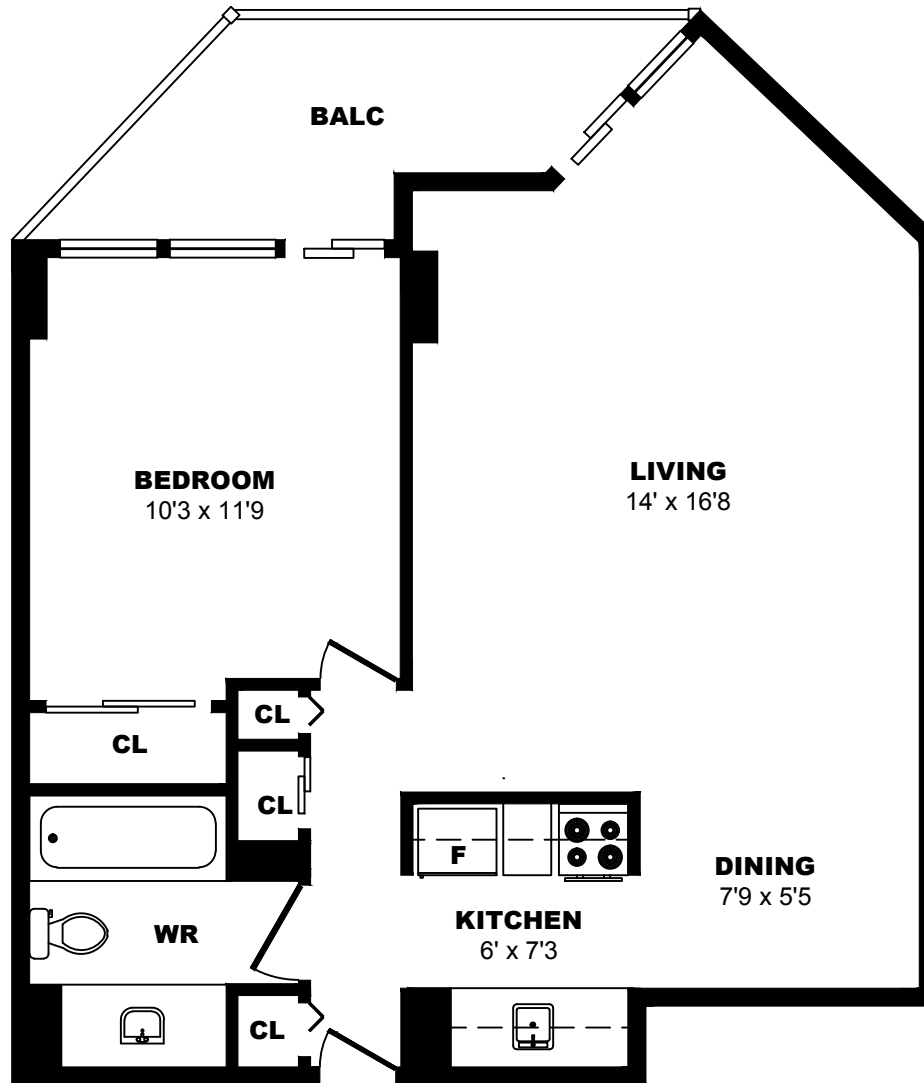 BALC
BEDROOM
10'3 x 11'9
LIVING
14' x 16'8
CL
CL
CL
F
DINING
7'9 x 5'5
KITCHEN
6' x 7'3
WR
CL